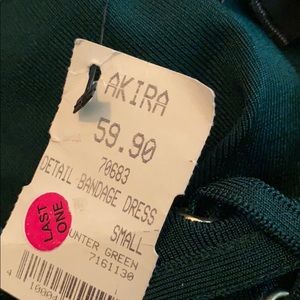 AKIRA
59.90
70683
DETAIL BANDAGE DRESS
SMALL
UNTER GREEN
7161130
LAST
ONE